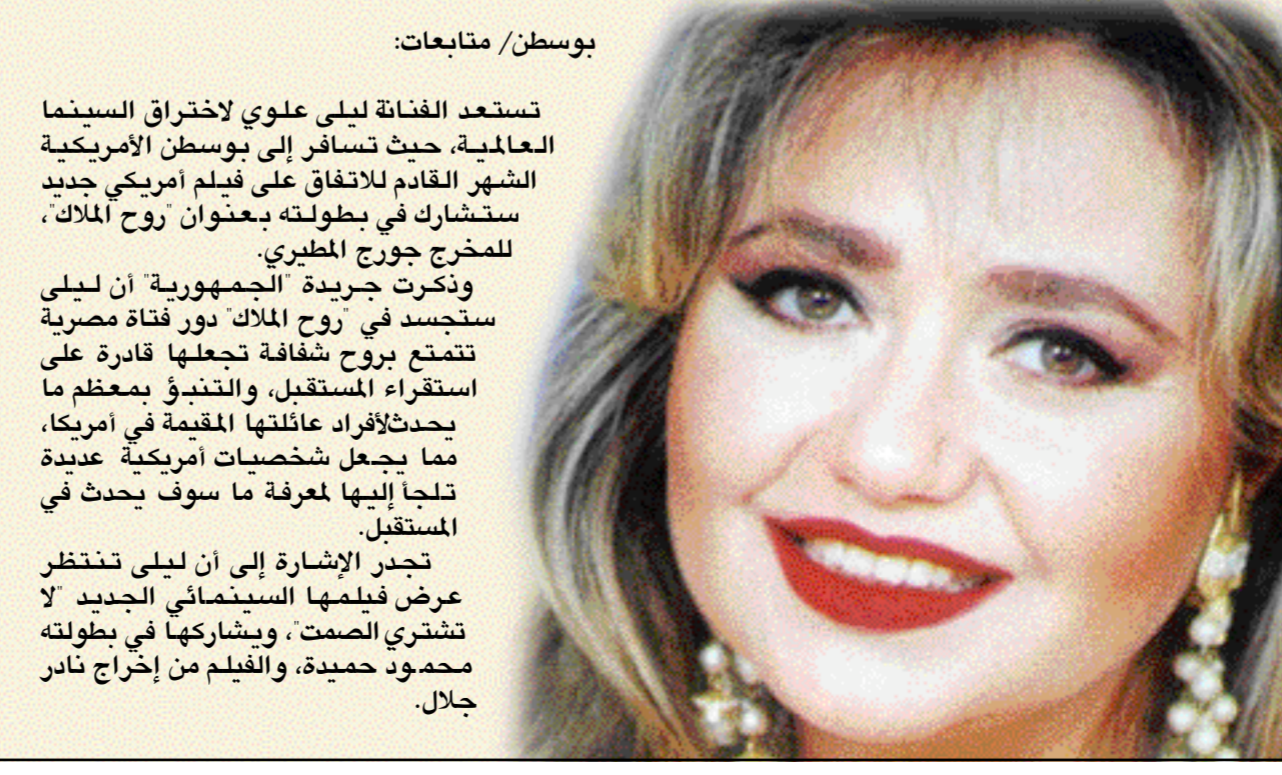 بوسطن/ متابعات:
تستعد الفنانة ليلى علوي لاختراق السينما
العالمية، حيث تسافر إلى بوسطن الأمريكية
الشهر القادم للاتفاق على فيلم أمريكي جديد
ستشارك في بطولته بعنوان "روح الملاك"،
للمخرج جورج المطيري.
وذكرت جريدة "الجمهورية" أن ليلى
ستجسد في "روح الملاك" دور فتاة مصرية
تتمتع بروح شفافة تجعلها قادرة على
استقراء المستقبل، والتنبؤ بمعظم ما
يحدثلأفراد عائلتها المقيمة في أمريكا،
مما يجعل شخصيات أمريكية عديدة
تلجأ إليها لمعرفة ما سوف يحدث في
المستقبل.
تجدر الإشارة إلى أن ليلى تنتظر
عرض فيلمها السينمائي الجديد "لا
تشتري الصمت"، ويشاركها في بطولته
محمود حميدة، والفيلم من إخراج نادر
جلال.